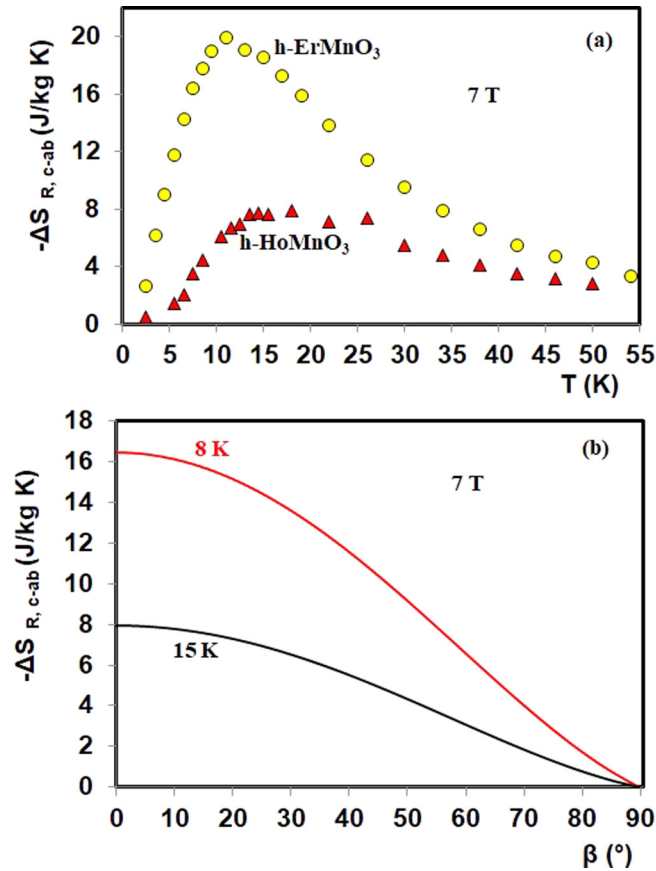 20
(a)
h-ErMnO3
16
7 T
12
8
h-HoMnO3
4
0
-ΔS R, c-ab (J/kg K)
0 5 10 15 20 25 30 35 40 45 50 55
T (K)
18
8 K
(b)
16
7 T
14
12
10
8
15 K
6
4
2
0
-ΔS R, c-ab (J/kg K)
0 10 20 30 40 50 60 70 80 90
β (°)